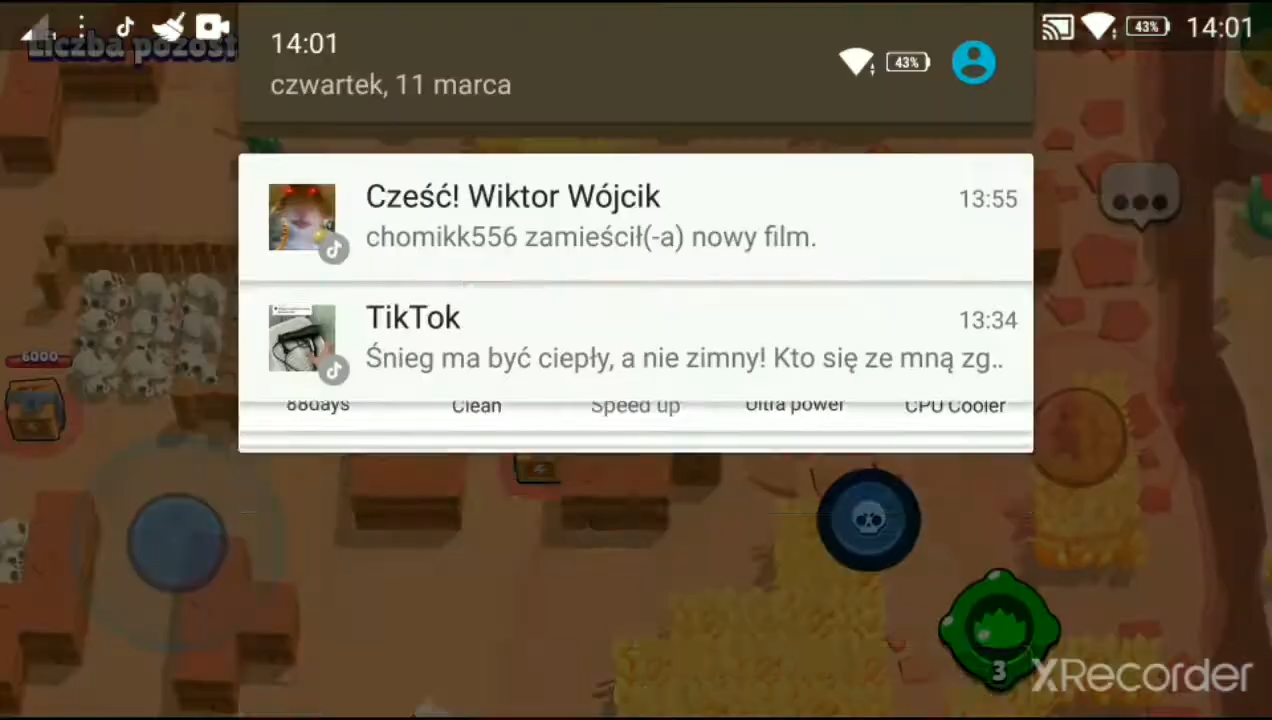 Liczba pozost
43% 14:01
14:01
43%
czwartek, 11 marca
Cześć! Wiktor Wójcik 13:55
chomikk556 zamieścił(-a) nowy film.
TikTok 13:34
Śnieg ma być ciepły, a nie zimny! Kto się ze mną zg..
88days Clean Speed up Ultra power CPU Cooler
6000
3
XRecorder